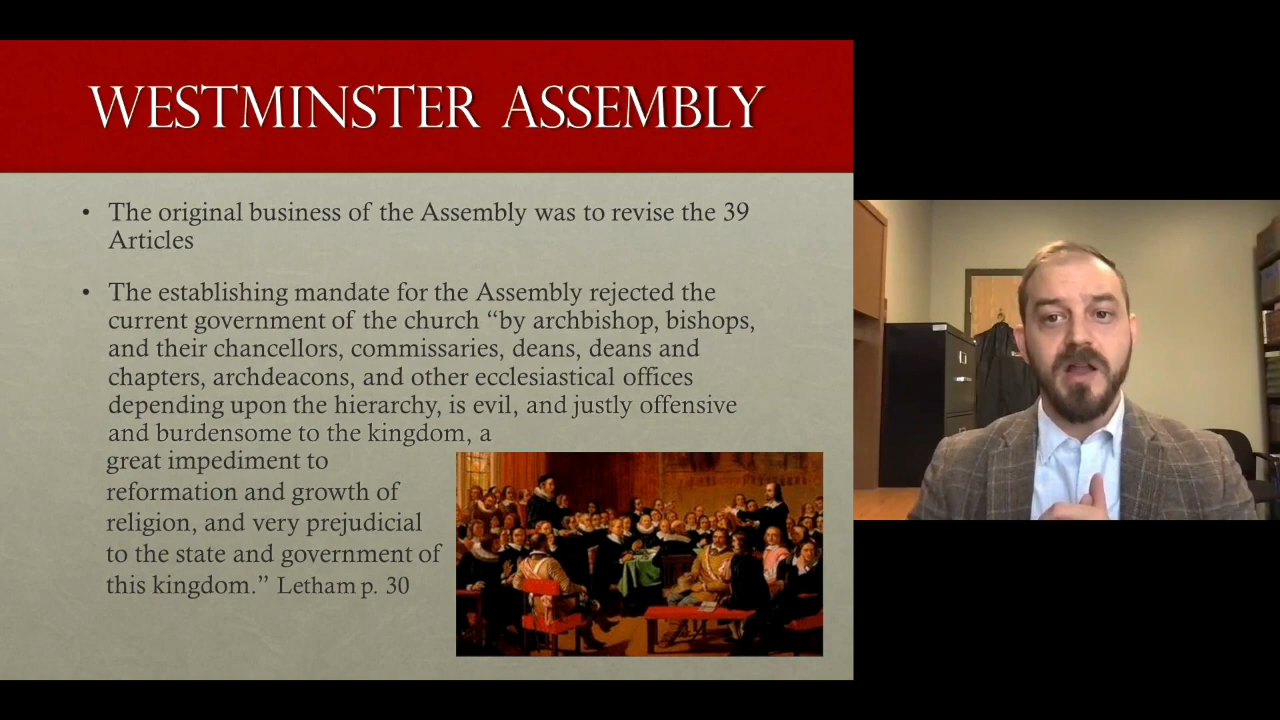 WESTMINSTER ASSEMBLY
• The original business of the Assembly was to revise the 39
Articles
• The establishing mandate for the Assembly rejected the
current government of the church “by archbishop, bishops,
and their chancellors, commissaries, deans, deans and
chapters, archdeacons, and other ecclesiastical offices
depending upon the hierarchy, is evil, and justly offensive
and burdensome to the kingdom, a
great impediment to
reformation and growth of
religion, and very prejudicial
to the state and government of
this kingdom.” Letham p. 30